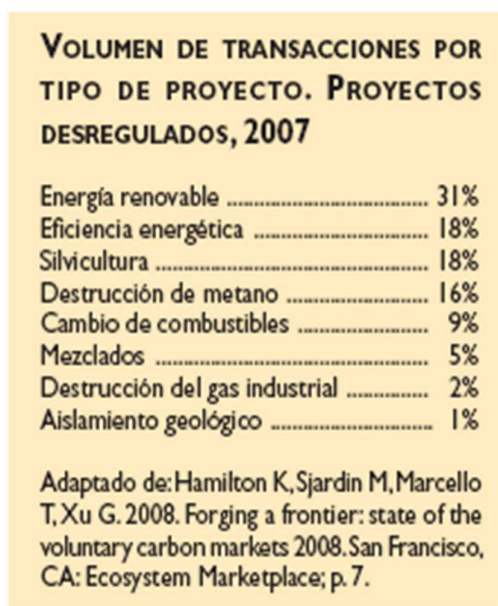 VOLUMEN DE TRANSACCIONES POR
TIPO DE PROYECTO. PROYECTOS
DESREGULADOS, 2007
Energía renovable ........................................ 31%
Eficiencia energética ................................... 18%
Silvicultura ...................................................... 18%
Destrucción de metano ............................ 16%
Cambio de combustibles .......................... 9%
Mezclados ...................................................... 5%
Destrucción del gas industrial ................ 2%
Aislamiento geológico ................................ 1%
Adaptado de: Hamilton K, Sjardin M, Marcello
T, Xu G. 2008. Forging a frontier: state of the
voluntary carbon markets 2008. San Francisco,
CA: Ecosystem Marketplace; p. 7.